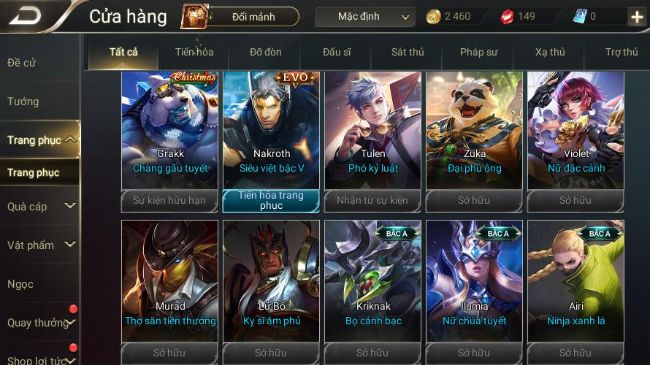 Cửa hàng
Đổi mảnh
Mặc định
2 460
149
0
Đề cử
Tướng
Trang phục
Trang phục
Quà cáp
Vật phẩm
Ngọc
Quay thưởng
Shop lợi tức
Tất cả
Tiến hóa
Đỡ đòn
Đấu sĩ
Sát thủ
Pháp sư
Xạ thủ
Trợ thủ
Christmas
Grakk
Chàng gấu tuyết
Sự kiện hữu hạn
EVO
Nakroth
Siêu việt bậc V
Tiến hóa trang
phục
Tulen
Phó kỷ luật
Nhận từ sự kiện
Zuka
Đại phú ông
Sở hữu
Violet
Nữ đặc cảnh
Sở hữu
Murad
Thợ săn tiền thưởng
Sở hữu
Lữ Bố
Kỵ sĩ âm phủ
Sở hữu
BẬC A
Kriknak
Bọ cánh bạc
Sở hữu
BẬC A
Ilumia
Nữ chúa tuyết
Sở hữu
BẬC A
Airi
Ninja xanh lá
Sở hữu